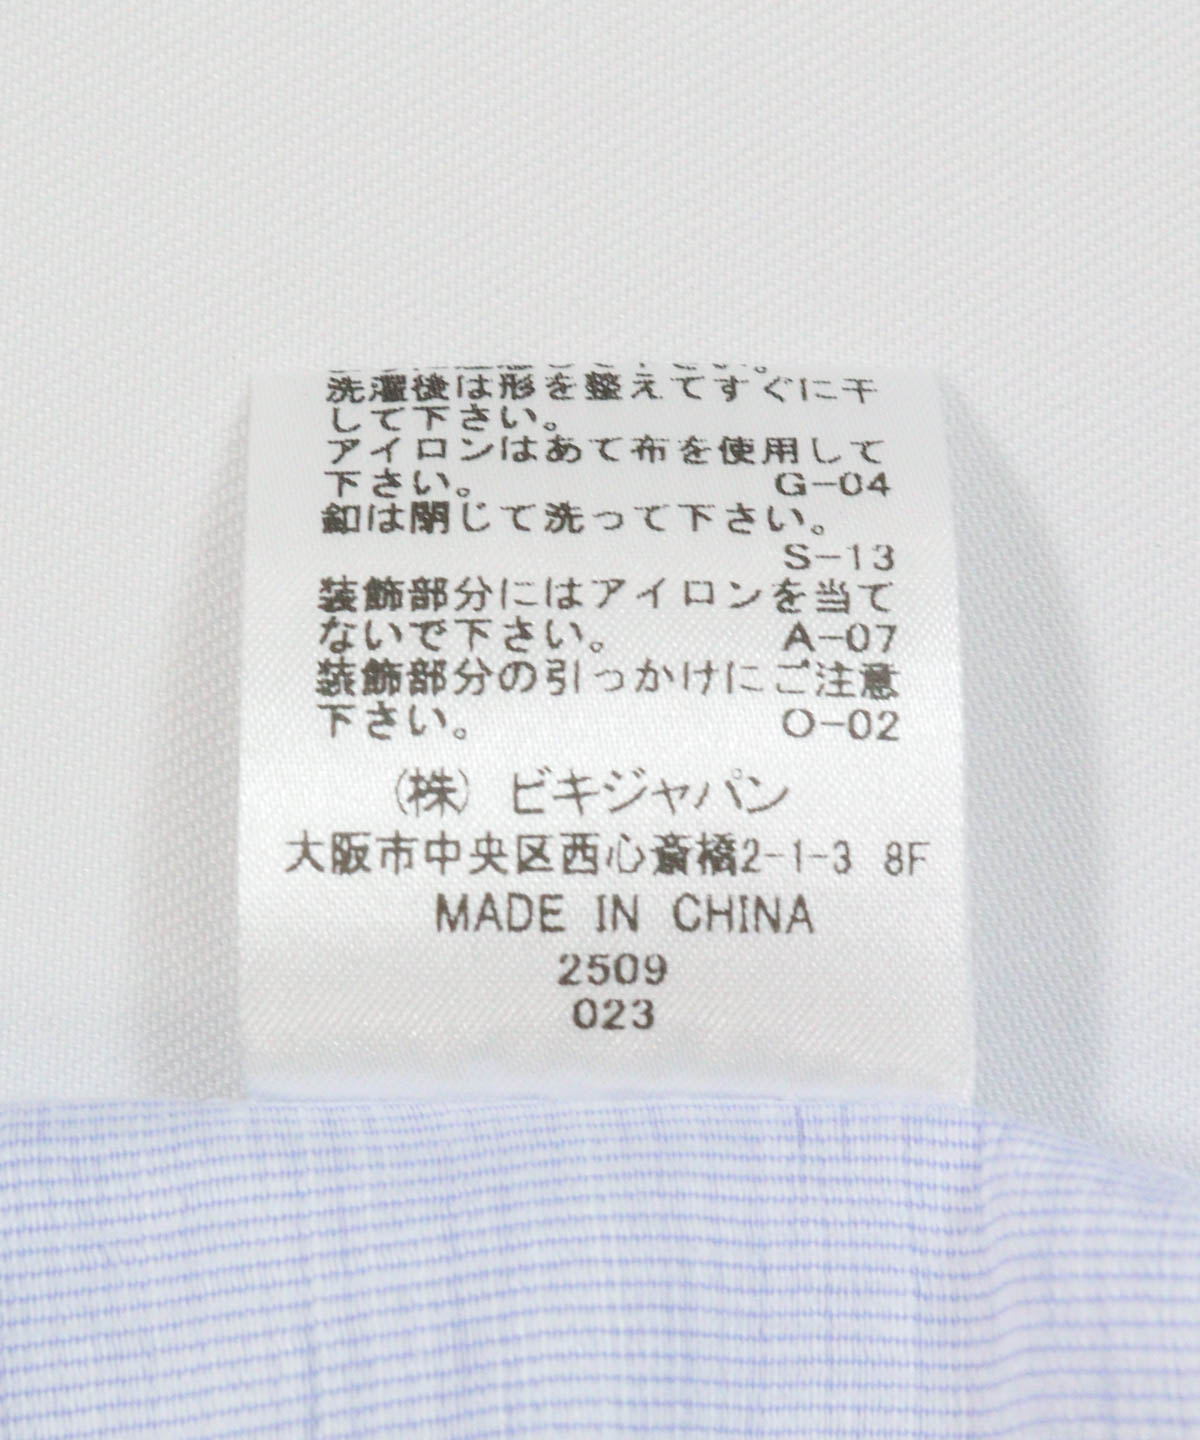 洗濯後は形を整えてすぐに干
して下さい。
アイロンはあて布を使用して
下さい。 G-04
釦は閉じて洗って下さい。
S-13
装飾部分にはアイロンを当て
ないで下さい。 A-07
装飾部分の引っかけにご注意
下さい。 O-02
(株) ビキジャパン
大阪市中央区西心斎橋2-1-3 8F
MADE IN CHINA
2509
023